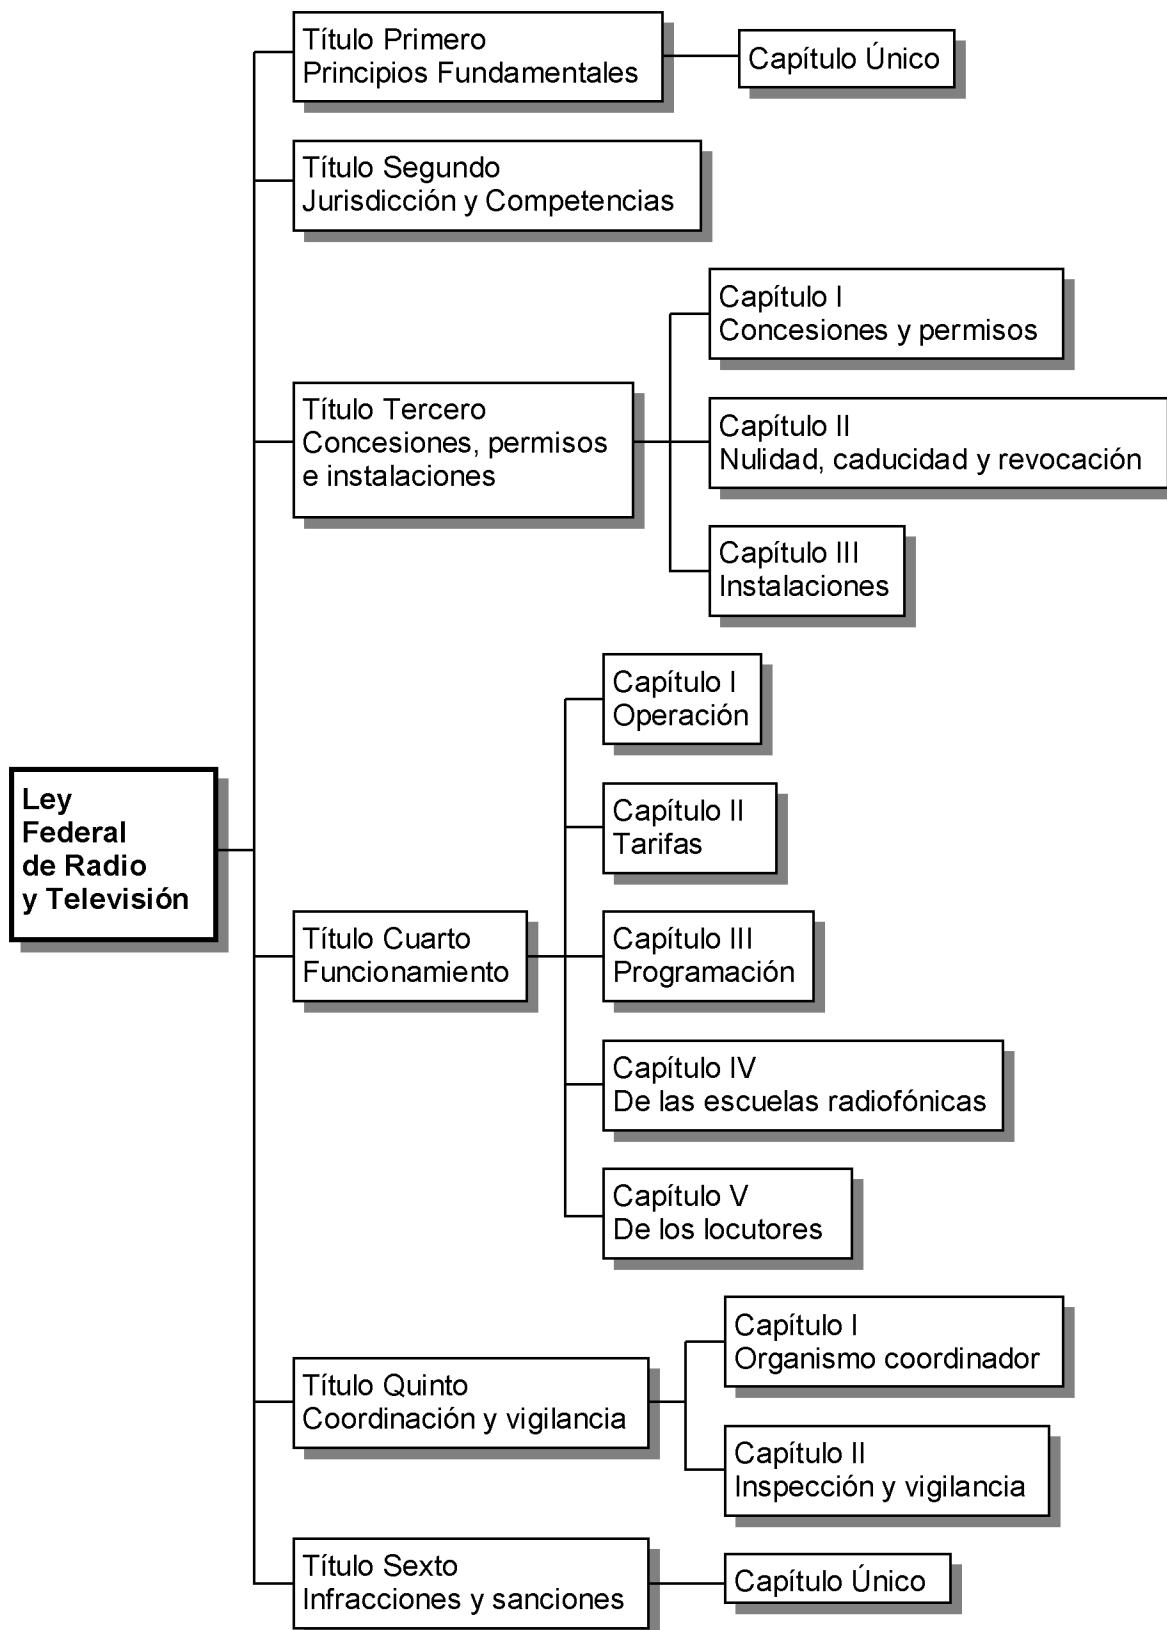 Ley
Federal
de Radio
y Televisión
Título Primero
Principios Fundamentales
Capítulo Único
Título Segundo
Jurisdicción y Competencias
Título Tercero
Concesiones, permisos
e instalaciones
Capítulo I
Concesiones y permisos
Capítulo II
Nulidad, caducidad y revocación
Capítulo III
Instalaciones
Título Cuarto
Funcionamiento
Capítulo I
Operación
Capítulo II
Tarifas
Capítulo III
Programación
Capítulo IV
De las escuelas radiofónicas
Capítulo V
De los locutores
Título Quinto
Coordinación y vigilancia
Capítulo I
Organismo coordinador
Capítulo II
Inspección y vigilancia
Título Sexto
Infracciones y sanciones
Capítulo Único